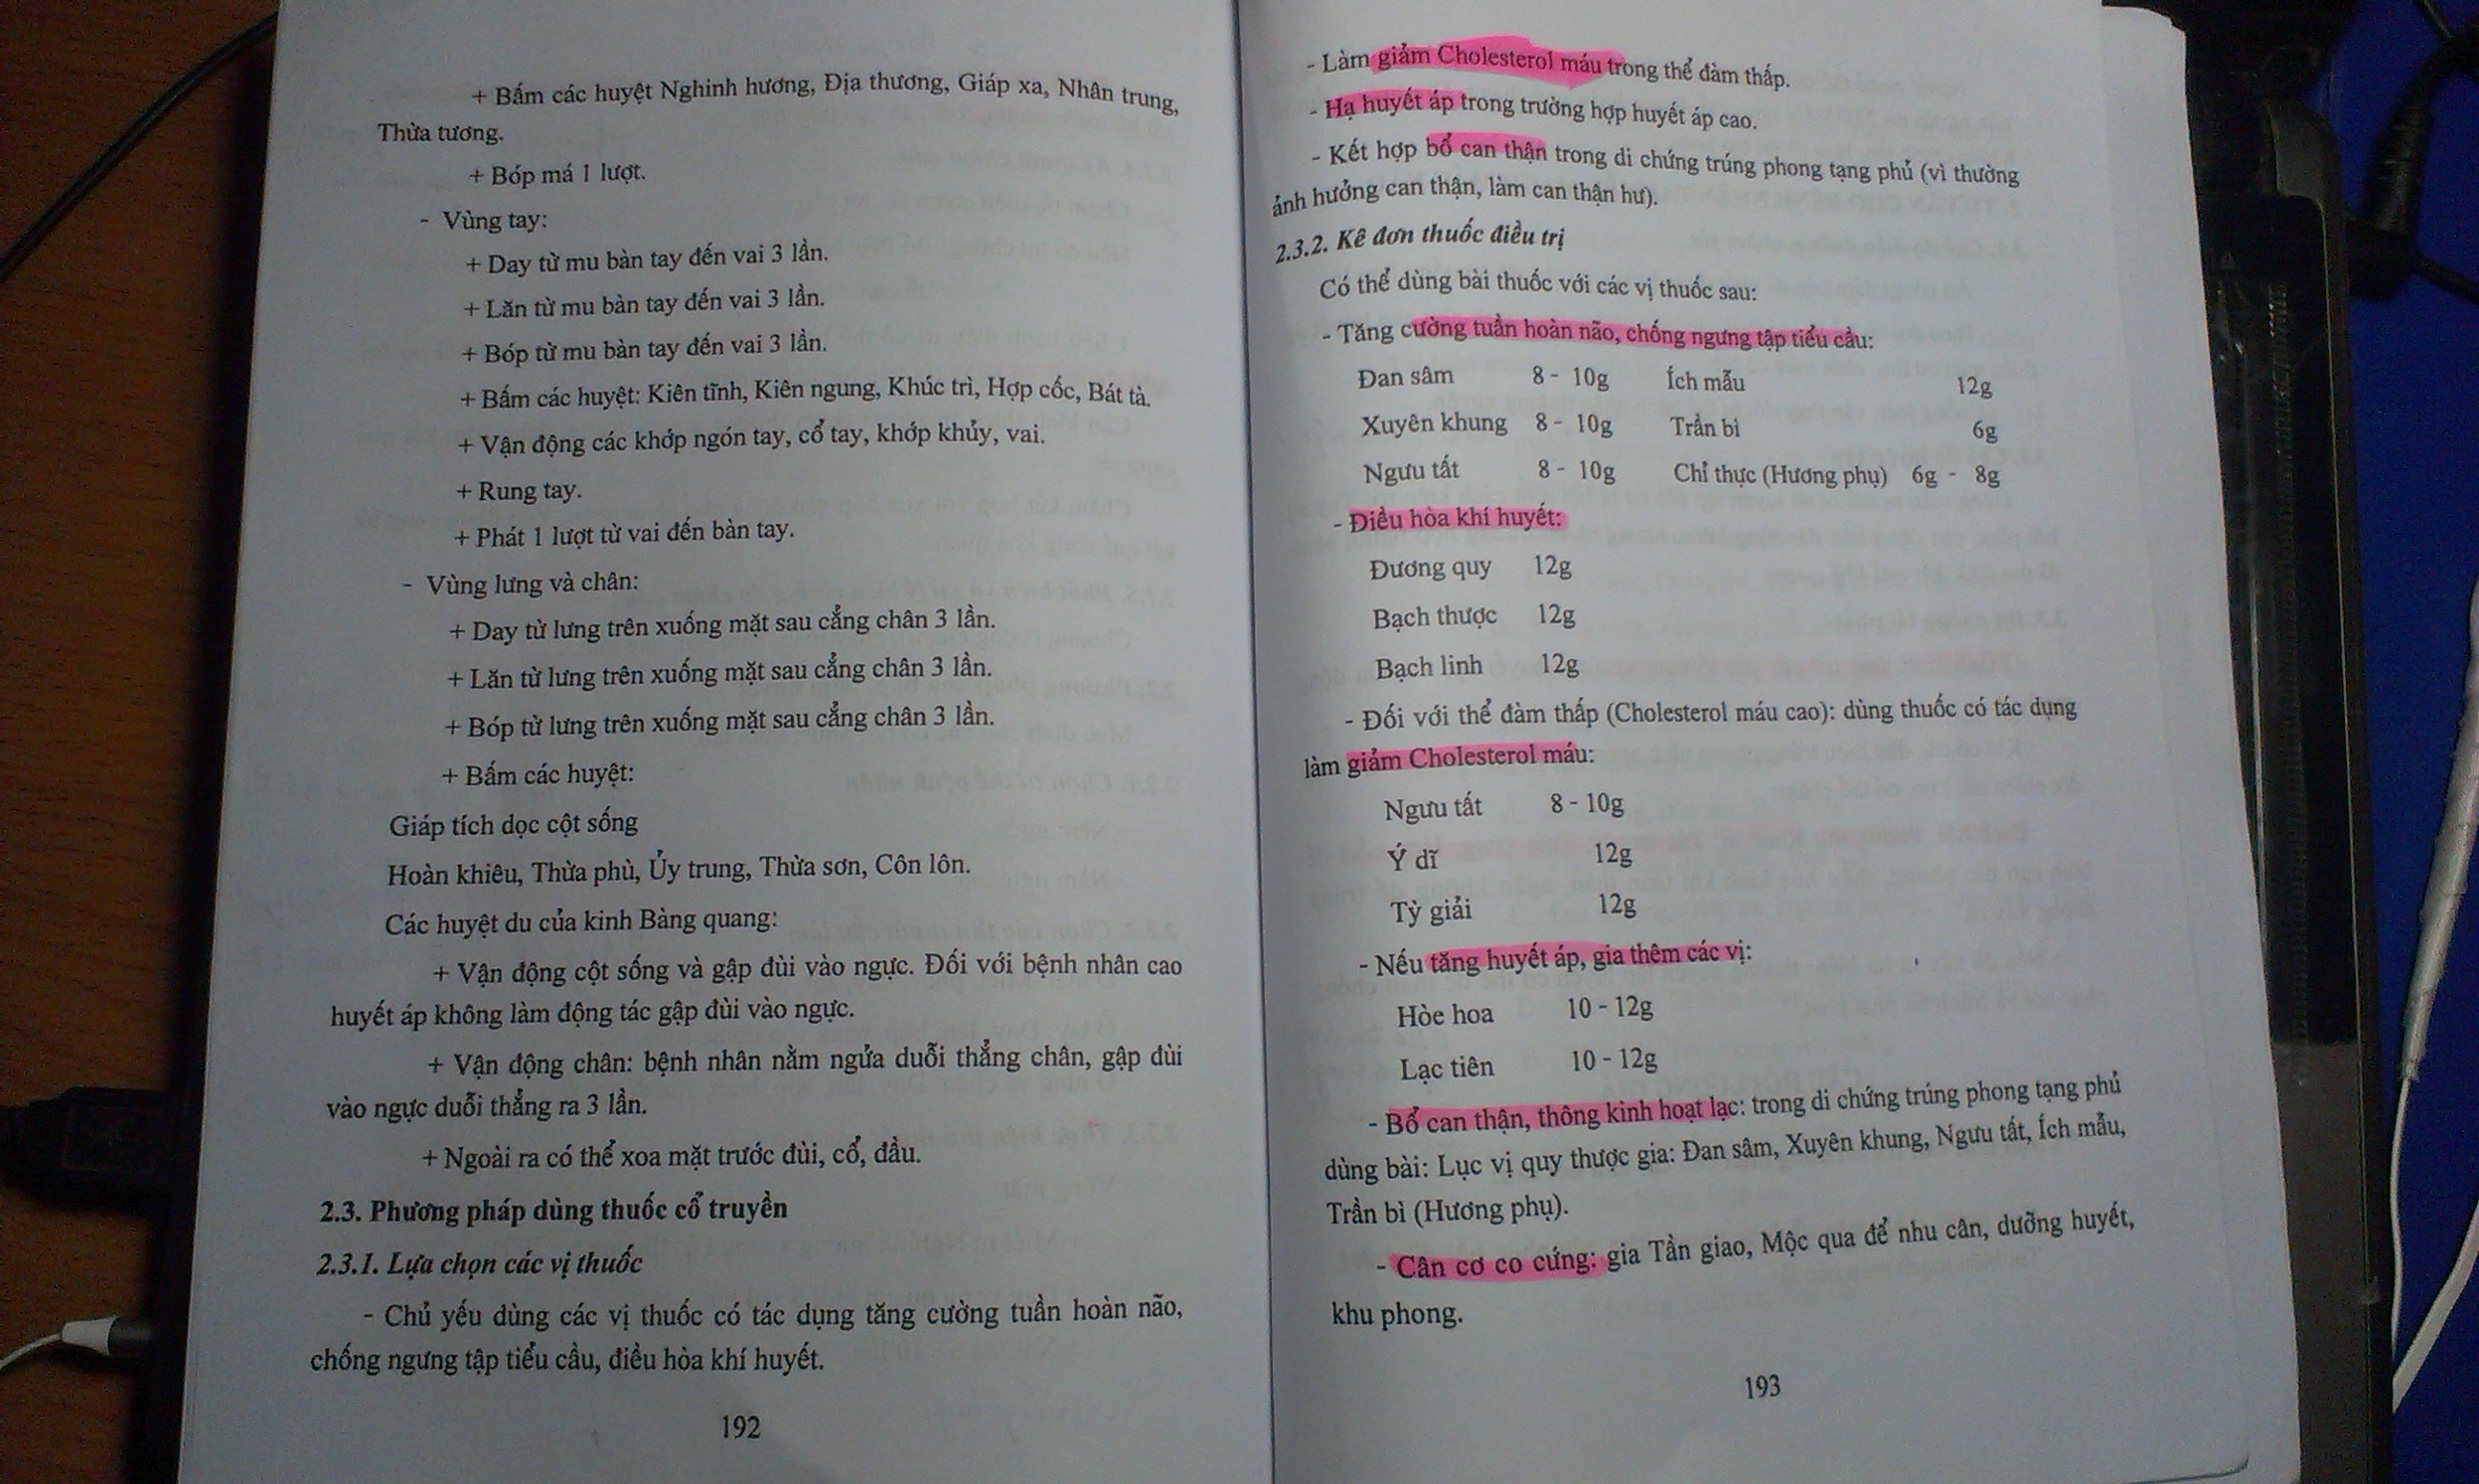 + Bấm các huyệt Nghinh hương, Địa thương, Giáp xa, Nhân trung,
Thừa tương.
+ Bóp má 1 lượt.
- Vùng tay:
+ Day từ mu bàn tay đến vai 3 lần.
+ Lăn từ mu bàn tay đến vai 3 lần.
+ Bóp từ mu bàn tay đến vai 3 lần.
+ Bấm các huyệt: Kiên tĩnh, Kiên ngung, Khúc trì, Hợp cốc, Bát tà.
+ Vận động các khớp ngón tay, cổ tay, khớp khủy, vai.
+ Rung tay.
+ Phát 1 lượt từ vai đến bàn tay.
- Vùng lưng và chân:
+ Day từ lưng trên xuống mặt sau cẳng chân 3 lần.
+ Lăn từ lưng trên xuống mặt sau cẳng chân 3 lần.
+ Bóp từ lưng trên xuống mặt sau cẳng chân 3 lần.
+ Bấm các huyệt:
Giáp tích dọc cột sống
Hoàn khiêu, Thừa phù, Ủy trung, Thừa sơn, Côn lôn.
Các huyệt du của kinh Bàng quang:
+ Vận động cột sống và gập đùi vào ngực. Đối với bệnh nhân cao
huyết áp không làm động tác gập đùi vào ngực.
+ Vận động chân: bệnh nhân nằm ngửa duỗi thẳng chân, gập đùi
vào ngực duỗi thẳng ra 3 lần.
+ Ngoài ra có thể xoa mặt trước đùi, cổ, đầu.
2.3. Phương pháp dùng thuốc cổ truyền
2.3.1. Lựa chọn các vị thuốc
- Chủ yếu dùng các vị thuốc có tác dụng tăng cường tuần hoàn não,
chống ngưng tập tiểu cầu, điều hòa khí huyết.
192
- Làm giảm Cholesterol máu trong thể đàm thấp.
- Hạ huyết áp trong trường hợp huyết áp cao.
- Kết hợp bổ can thận trong di chứng trúng phong tạng phủ (vì thường
ảnh hưởng can thận, làm can thận hư).
2.3.2. Kê đơn thuốc điều trị
Có thể dùng bài thuốc với các vị thuốc sau:
- Tăng cường tuần hoàn não, chống ngưng tập tiểu cầu:
Đan sâm 8 - 10g Ích mẫu 12g
Xuyên khung 8 - 10g Trần bì 6g
Ngưu tất 8 - 10g Chỉ thực (Hương phụ) 6g - 8g
- Điều hòa khí huyết:
Đương quy 12g
Bạch thược 12g
Bạch linh 12g
- Đối với thể đàm thấp (Cholesterol máu cao): dùng thuốc có tác dụng
làm giảm Cholesterol máu:
Ngưu tất 8 - 10g
Ý dĩ 12g
Tỳ giải 12g
- Nếu tăng huyết áp, gia thêm các vị:
Hòe hoa 10 - 12g
Lạc tiên 10 - 12g
- Bổ can thận, thông kinh hoạt lạc: trong di chứng trúng phong tạng phủ
dùng bài: Lục vị quy thược gia: Đan sâm, Xuyên khung, Ngưu tất, Ích mẫu,
Trần bì (Hương phụ).
- Cân cơ co cứng: gia Tần giao, Mộc qua để nhu cân, dưỡng huyết,
khu phong.
193